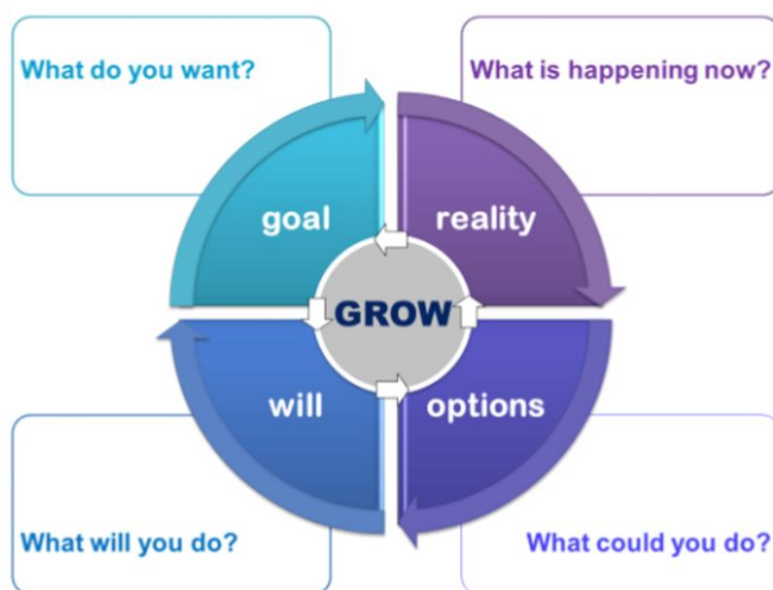 What do you want?
What is happening now?
goal
reality
GROW
will
options
What will you do?
What could you do?